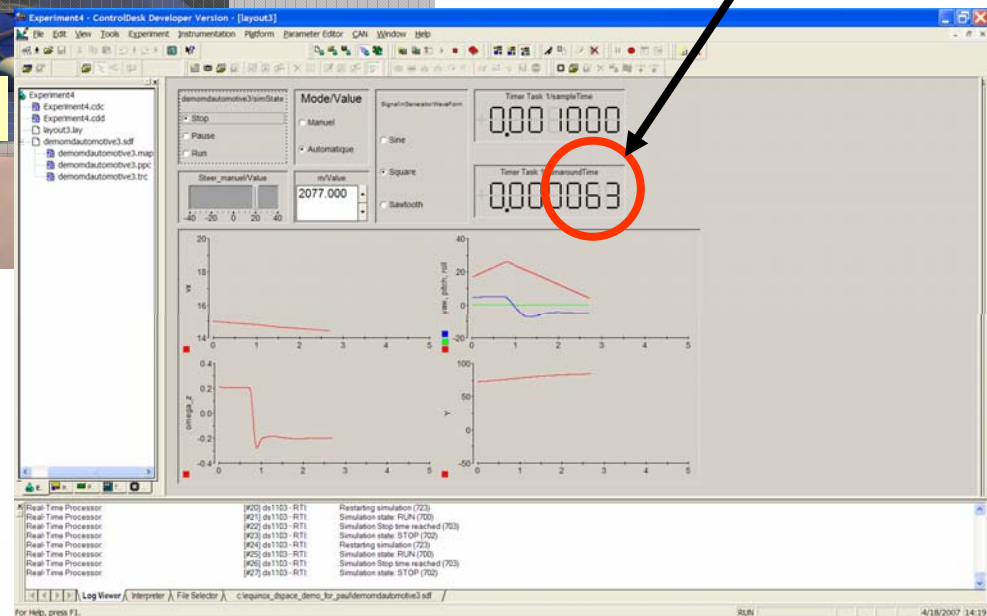 Experiment4 - ControlDesk Developer Version - [layout3]
File Edit View Tools Experiment Instrumentation Platform Parameter Editor CAN Window Help
Experiment4
Experiment4.cdc
Experiment4.cdd
layout3.lay
demomdautomotive3.sdf
demomdautomotive3.map
demomdautomotive3.ppc
demomdautomotive3.trc
demomdautomotive3/simState
Stop
Pause
Run
Mode/Value
Manuel
Automatique
Sine
Square
Sawtooth
Timer Task 1/sampleTime
0.001000
Timer Task
0.000063
Steer_manuel/Value
-40 -20 0 20 40
m/Value
2077.000
20
18
16
14
vx
0 1 2 3 4 5
40
20
0
-20
yaw, pitch, roll
0 1 2 3 4 5
0.4
0.2
0.0
-0.2
-0.4
omega_z
0 1 2 3 4 5
100
50
0
-50
Y
0 1 2 3 4 5
Real-Time Processor: [#20] ds1103 - RTI: Restarting simulation (723)
Real-Time Processor: [#21] ds1103 - RTI: Simulation state: RUN (700)
Real-Time Processor: [#22] ds1103 - RTI: Simulation Stop time reached (703)
Real-Time Processor: [#23] ds1103 - RTI: Simulation state: STOP (702)
Real-Time Processor: [#24] ds1103 - RTI: Restarting simulation (723)
Real-Time Processor: [#25] ds1103 - RTI: Simulation state: RUN (700)
Real-Time Processor: [#26] ds1103 - RTI: Simulation Stop time reached (703)
Real-Time Processor: [#27] ds1103 - RTI: Simulation state: STOP (702)
Log Viewer Interpreter File Selector c:\equinox_dspace_demo_for_paul\demomdautomotive3.sdf
For Help, press F1. RUN 4/18/2007 14:19